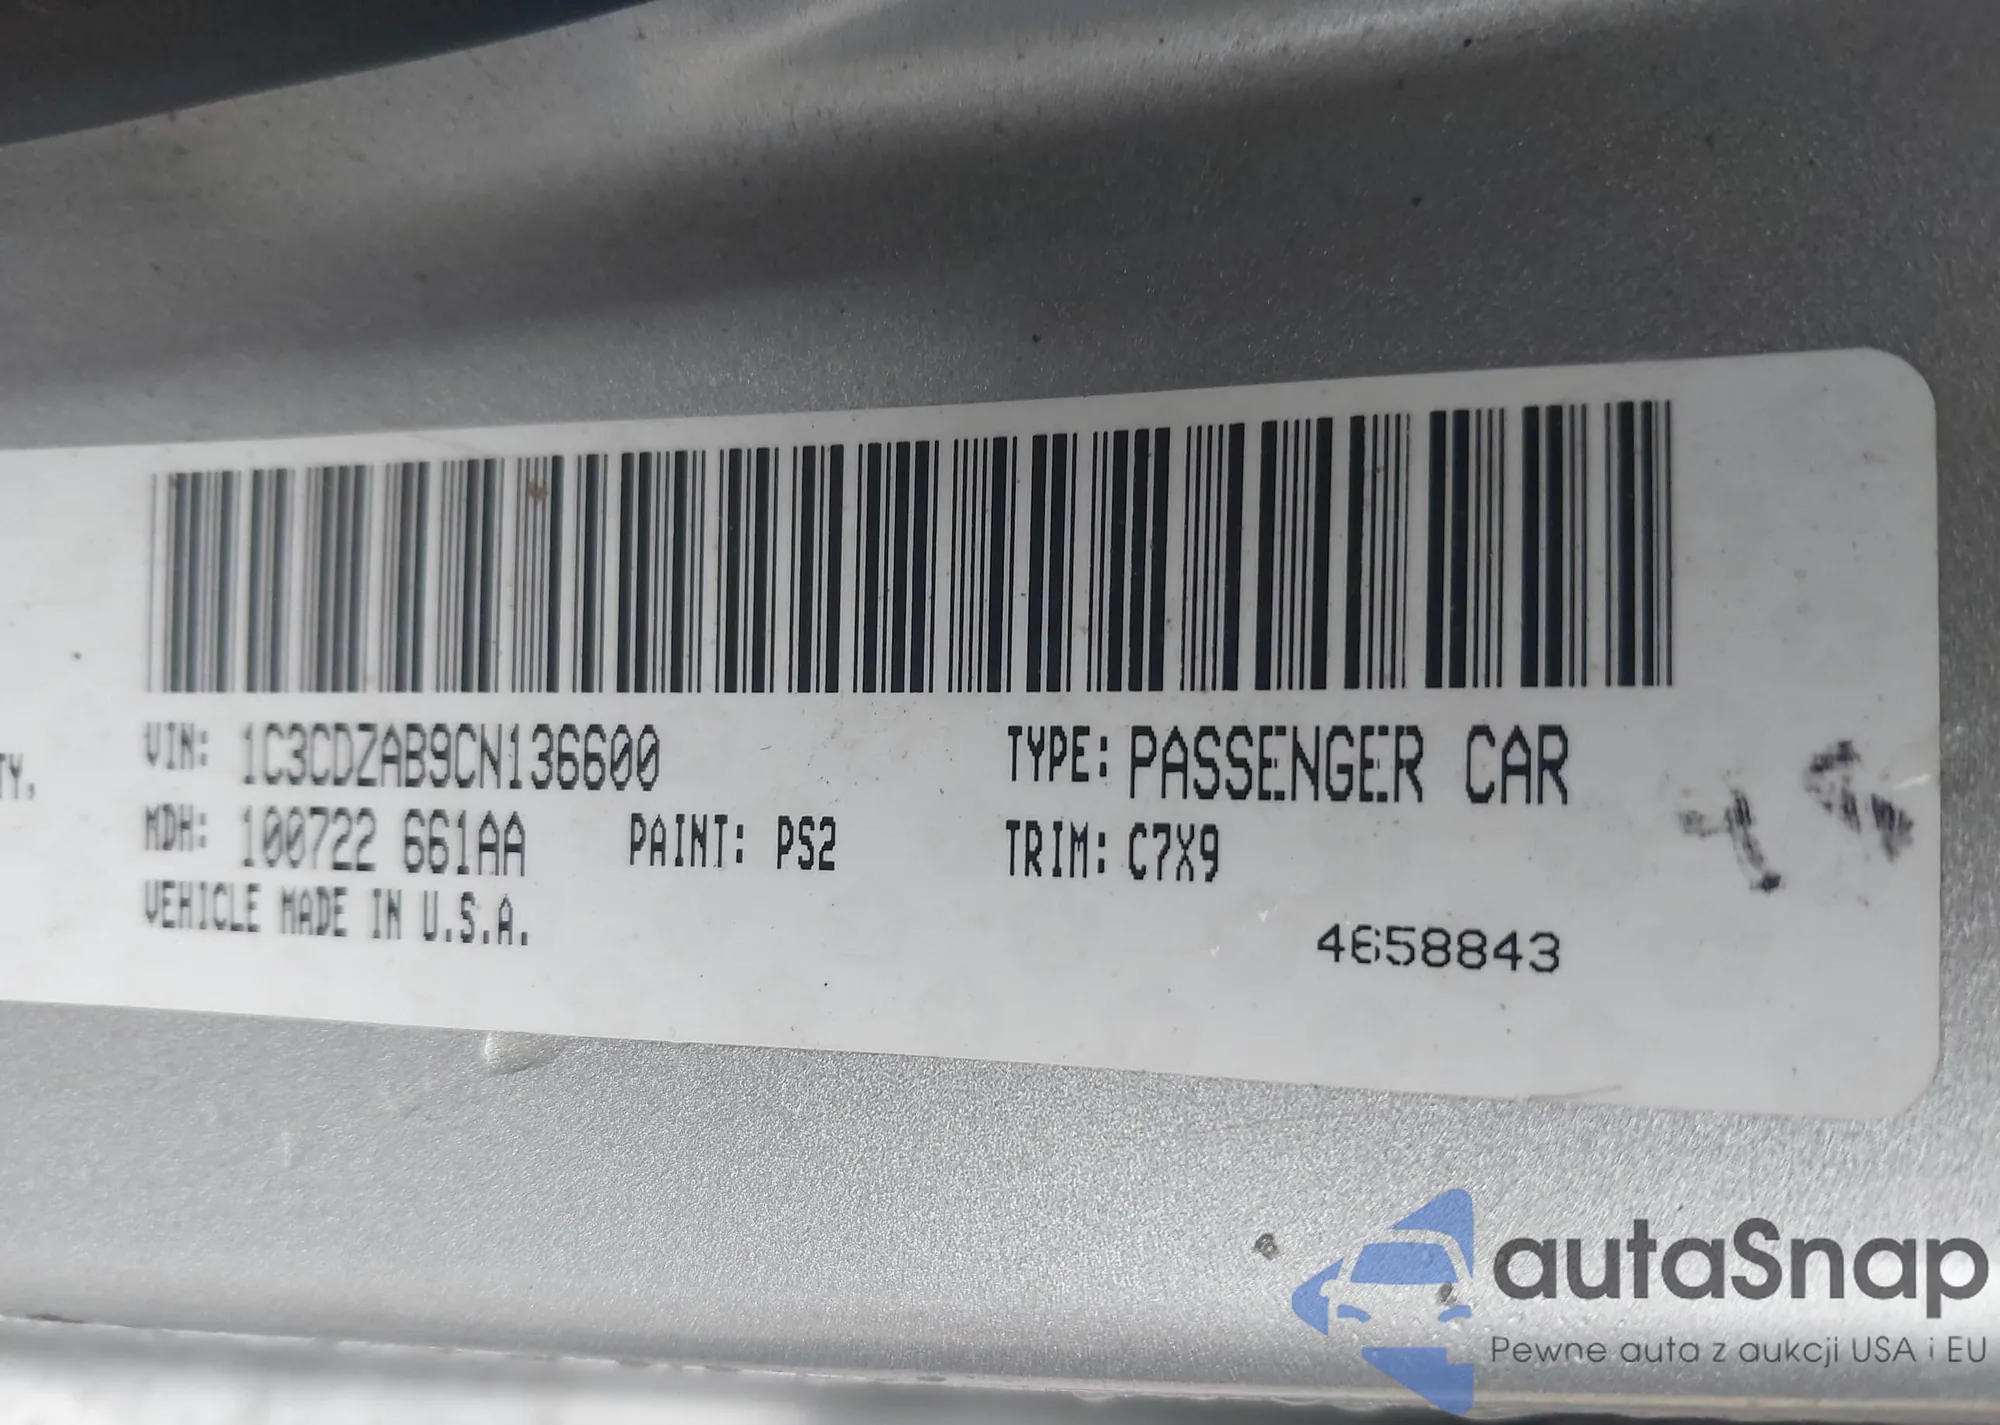 TY,
VIN: 1C3CDZAB9CN136600 TYPE: PASSENGER CAR
MDH: 100722 661AA PAINT: PS2 TRIM: C7X9
VEHICLE MADE IN U.S.A.
4658843
autaSnap
Pewne auta z aukcji USA i EU